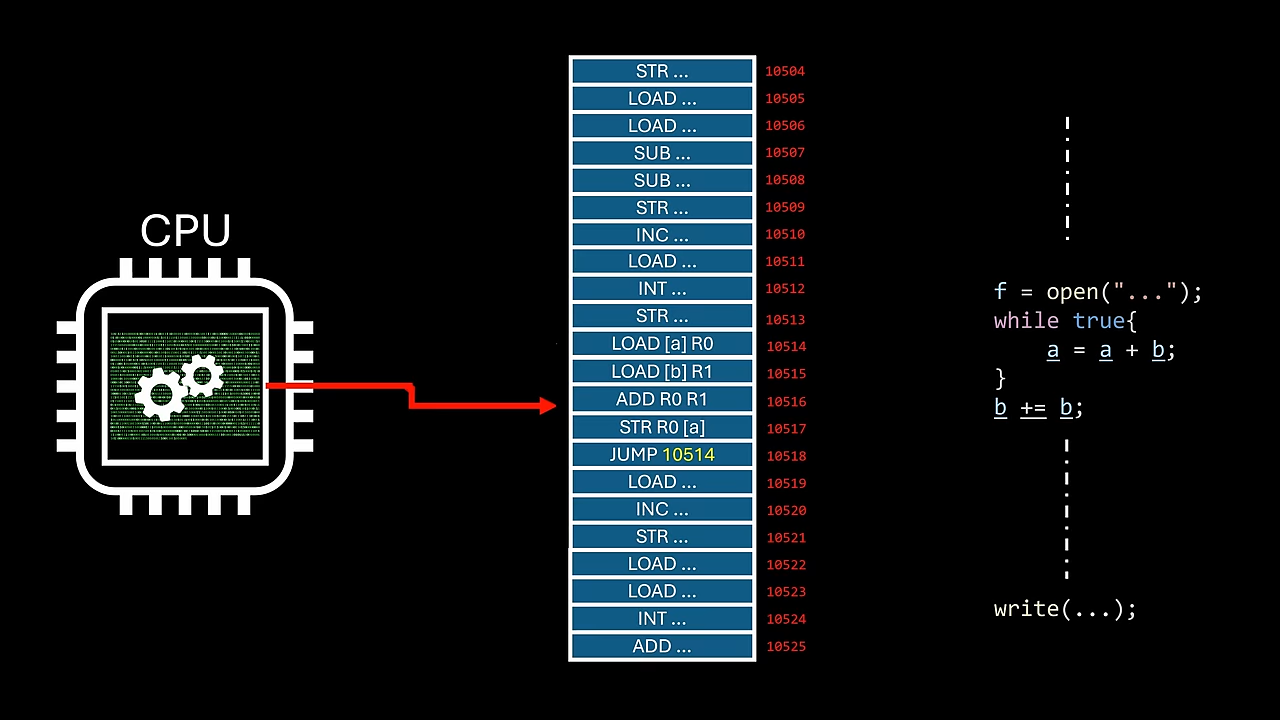 CPU
STR ... 10504
LOAD ... 10505
LOAD ... 10506
SUB ... 10507
SUB ... 10508
STR ... 10509
INC ... 10510
LOAD ... 10511
INT ... 10512
STR ... 10513
LOAD [a] R0 10514
LOAD [b] R1 10515
ADD R0 R1 10516
STR R0 [a] 10517
JUMP 10514 10518
LOAD ... 10519
INC ... 10520
STR ... 10521
LOAD ... 10522
LOAD ... 10523
INT ... 10524
ADD ... 10525
f = open("...");
while true{
a = a + b;
}
b += b;
write(...);